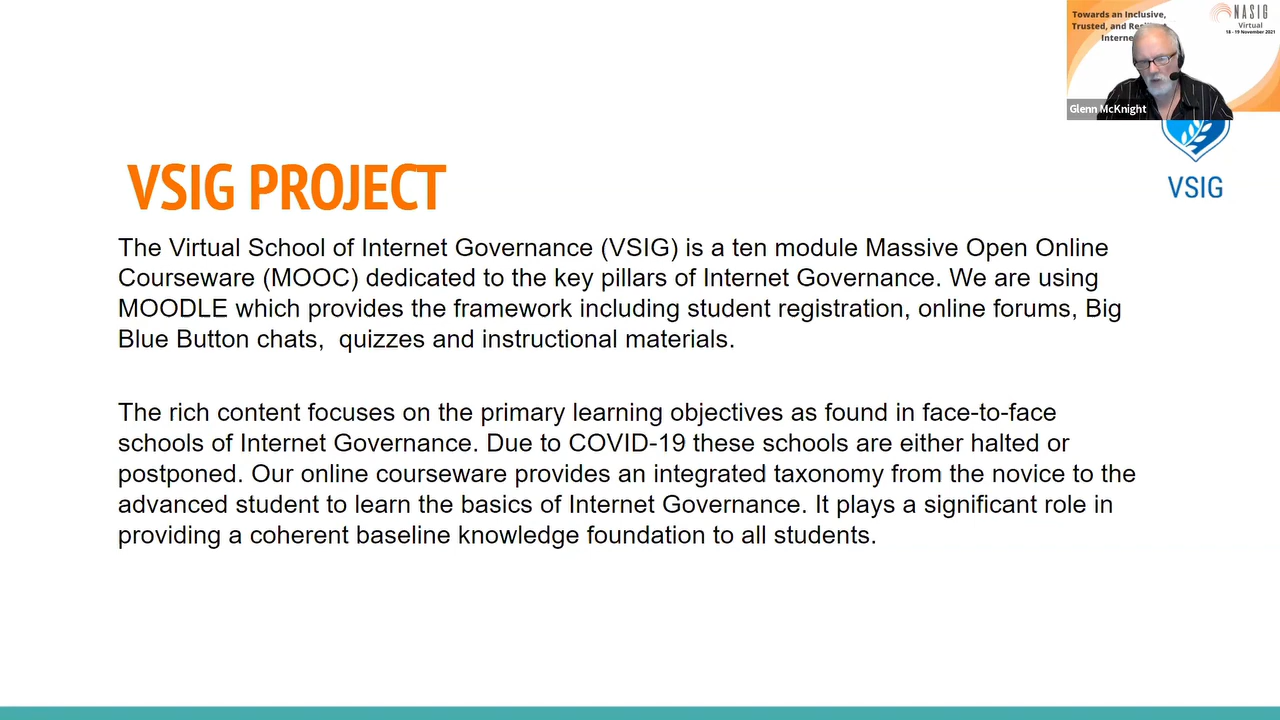 Towards an Inclusive,
Trusted, and
Interne
NASIG
Virtual
18 - 19 November 2021
Glenn McKnight
VSIG
VSIG PROJECT
The Virtual School of Internet Governance (VSIG) is a ten module Massive Open Online
Courseware (MOOC) dedicated to the key pillars of Internet Governance. We are using
MOODLE which provides the framework including student registration, online forums, Big
Blue Button chats,  quizzes and instructional materials.
The rich content focuses on the primary learning objectives as found in face-to-face
schools of Internet Governance. Due to COVID-19 these schools are either halted or
postponed. Our online courseware provides an integrated taxonomy from the novice to the
advanced student to learn the basics of Internet Governance. It plays a significant role in
providing a coherent baseline knowledge foundation to all students.